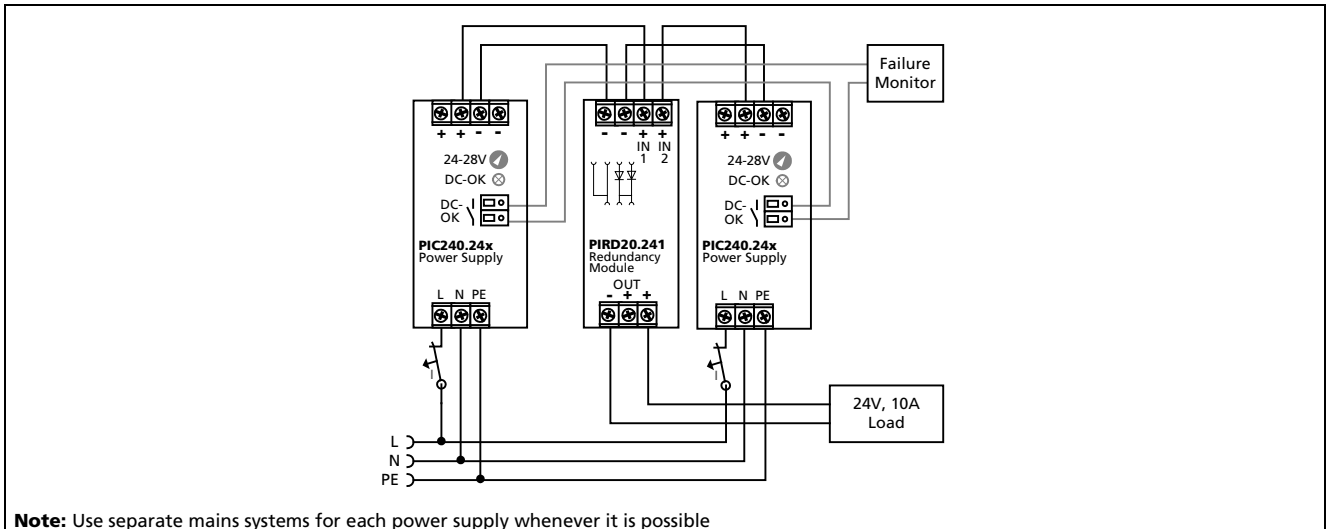 Failure
Monitor
+ + - -
- - + +
IN IN
1 2
+ + - -
24-28V
DC-OK
DC-
OK
PIC240.24x
Power Supply
L N PE
PIRD20.241
Redundancy
Module
OUT
- + +
24-28V
DC-OK
DC-
OK
PIC240.24x
Power Supply
L N PE
I
I
24V, 10A
Load
L
N
PE
Note: Use separate mains systems for each power supply whenever it is possible